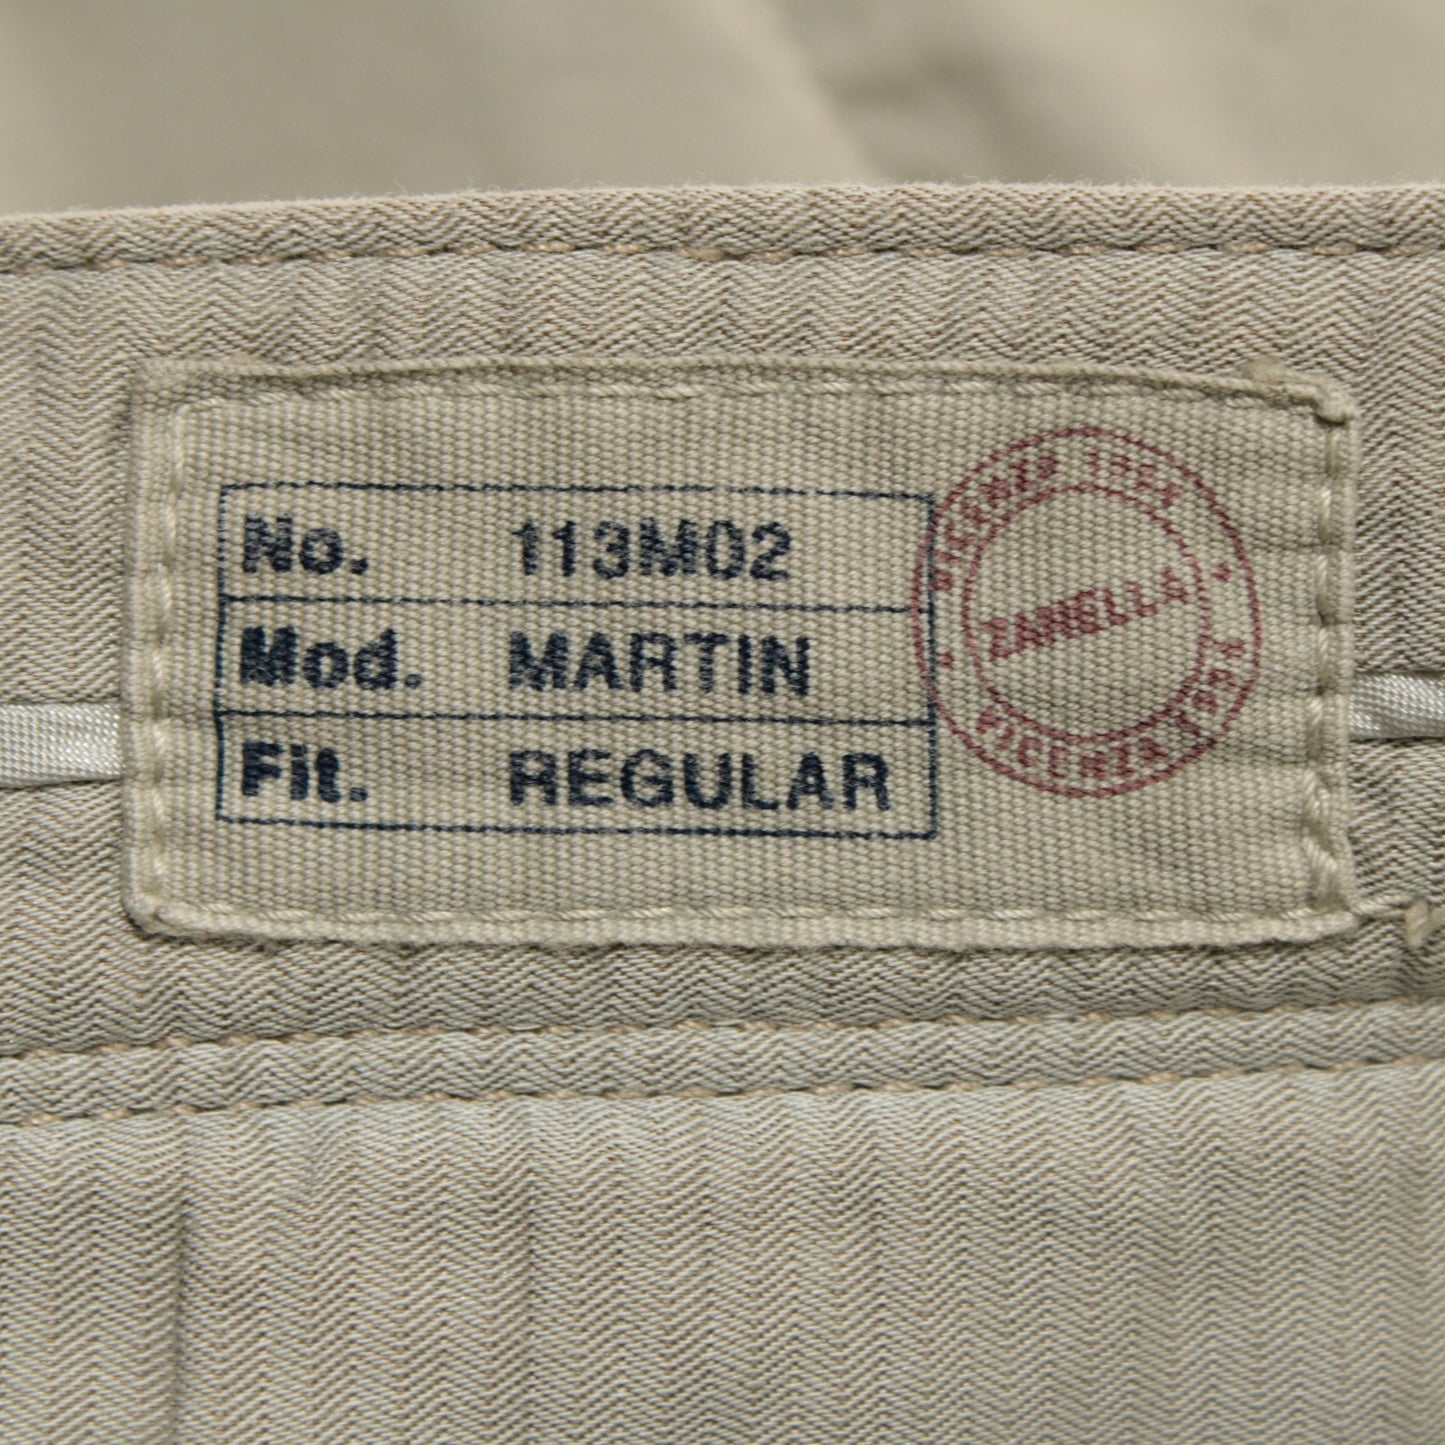 No. 113M02
Mod. MARTIN
Fit. REGULAR
VICENZA 1954
ZANELLA
VICENZA 1954